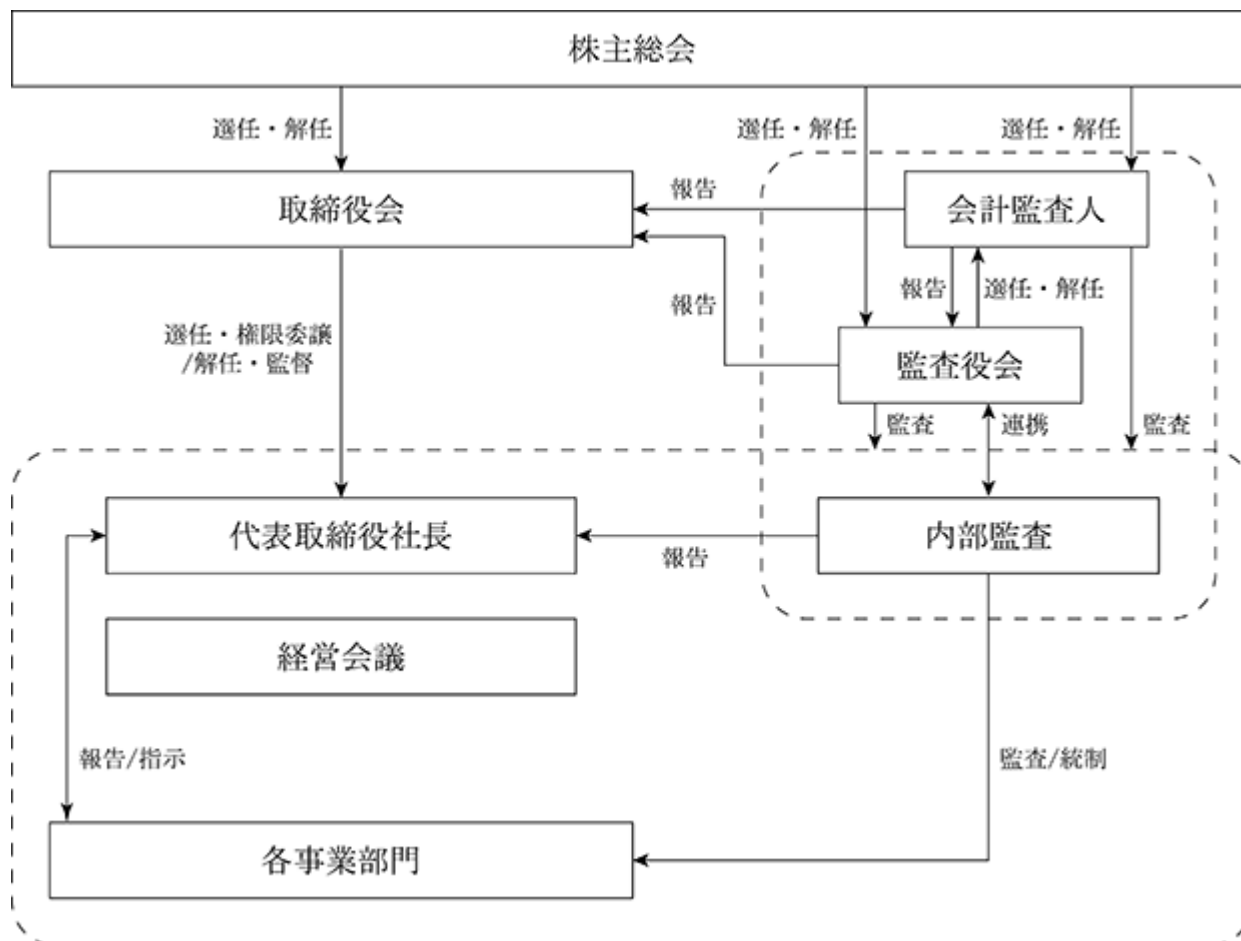 株主総会
選任・解任
選任・解任
選任・解任
取締役会
報告
会計監査人
報告
報告
選任・解任
選任・権限委譲
/解任・監督
監査役会
監査
連携
監査
代表取締役社長
報告
内部監査
経営会議
報告/指示
監査/統制
各事業部門